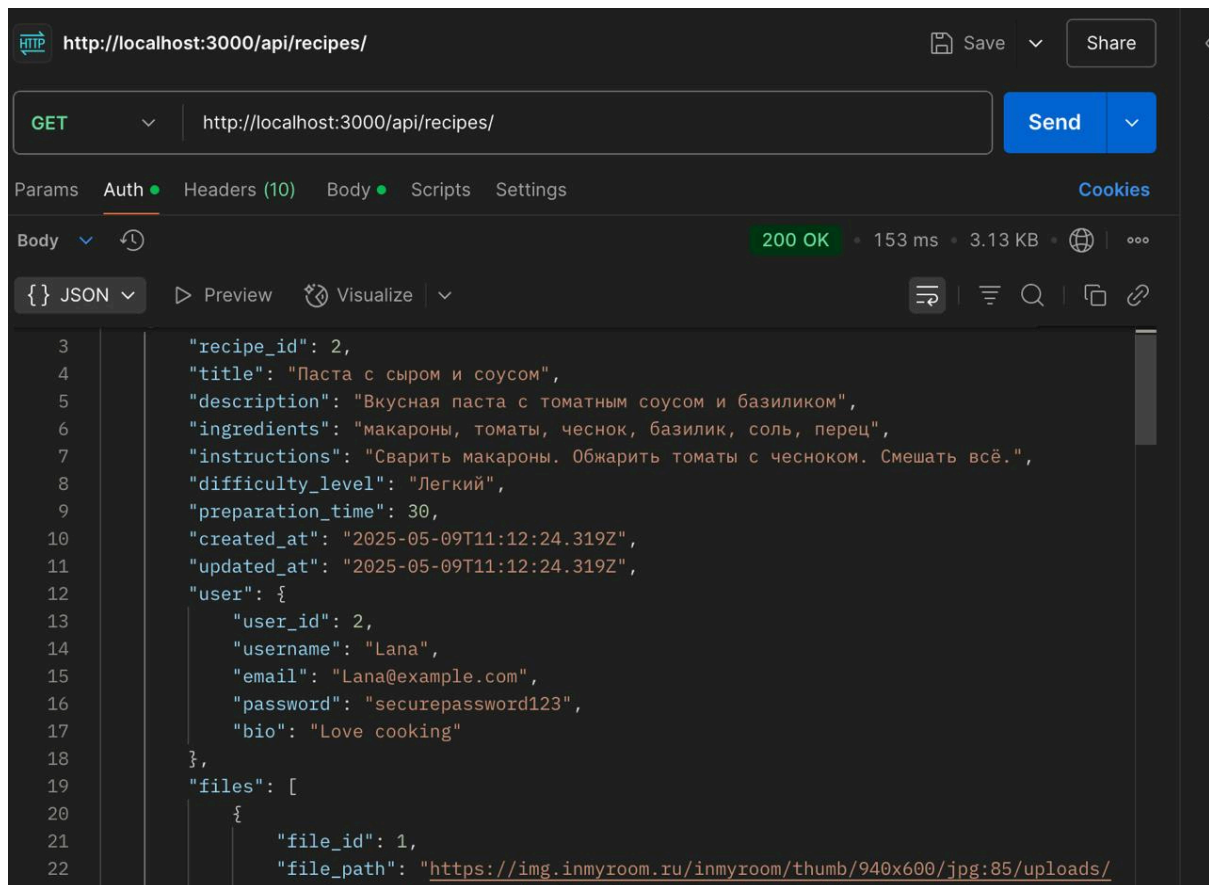 HTTP http://localhost:3000/api/recipes/ Save Share
GET http://localhost:3000/api/recipes/ Send
Params Auth Headers (10) Body Scripts Settings Cookies
Body 200 OK 153 ms 3.13 KB
{} JSON Preview Visualize
3 "recipe_id": 2,
4 "title": "Паста с сыром и соусом",
5 "description": "Вкусная паста с томатным соусом и базиликом",
6 "ingredients": "макароны, томаты, чеснок, базилик, соль, перец",
7 "instructions": "Сварить макароны. Обжарить томаты с чесноком. Смешать всё.",
8 "difficulty_level": "Легкий",
9 "preparation_time": 30,
10 "created_at": "2025-05-09T11:12:24.319Z",
11 "updated_at": "2025-05-09T11:12:24.319Z",
12 "user": {
13 "user_id": 2,
14 "username": "Lana",
15 "email": "Lana@example.com",
16 "password": "securepassword123",
17 "bio": "Love cooking"
18 },
19 "files": [
20 {
21 "file_id": 1,
22 "file_path": "https://img.inmyroom.ru/inmyroom/thumb/940x600/jpg:85/uploads/